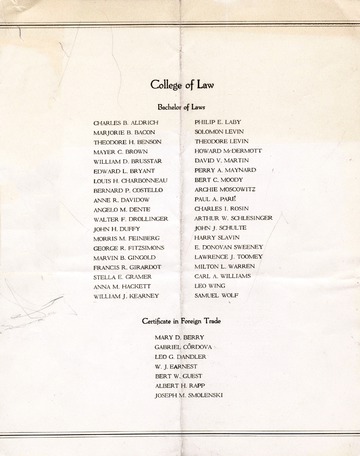 College of Law
Bachelor of Laws
CHARLES B. ALDRICH
MARJORIE B. BACON
THEODORE H. BENSON
MAYER C. BROWN
WILLIAM D. BRUSSTAR
EDWARD L. BRYANT
LOUIS H. CHARBONNEAU
BERNARD P. COSTELLO
ANNE R. DAVIDOW
ANGELO M. DENTE
WALTER F. DROLLINGER
JOHN H. DUFFY
MORRIS M. FEINBERG
GEORGE R. FITZSIMONS
MARVIN B. GINGOLD
FRANCIS R. GIRARDOT
STELLA E. GRAMER
ANNA M. HACKETT
WILLIAM J. KEARNEY
PHILIP E. LABY
SOLOMON LEVIN
THEODORE LEVIN
HOWARD McDERMOTT
DAVID V. MARTIN
PERRY A. MAYNARD
BERT C. MOODY
ARCHIE MOSCOWITZ
PAUL A. PARÉ
CHARLES I. ROSIN
ARTHUR W. SCHLESINGER
JOHN J. SCHULTE
HARRY SLAVIN
E. DONOVAN SWEENEY
LAWRENCE J. TOOMEY
MILTON L. WARREN
CARL A. WILLIAMS
LEO WING
SAMUEL WOLF
Certificate in Foreign Trade
MARY D. BERRY
GABRIEL CÓRDOVA
LEO G. DANDLER
W. J. EARNEST
BERT W. GUEST
ALBERT H. RAPP
JOSEPH M. SMOLENSKI